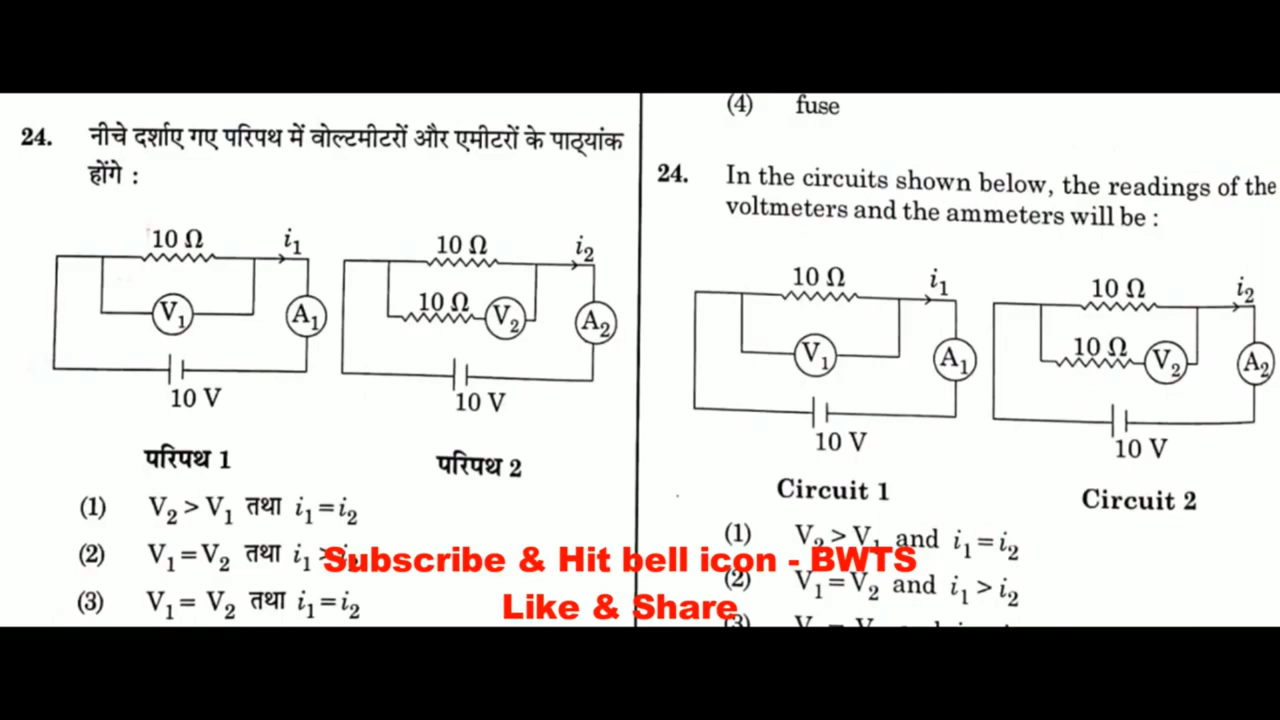 24. नीचे दर्शाए गए परिपथ में वोल्टमीटरों और एमीटरों के पाठ्यांक
होंगे :
10 Ω
i₁
V₁
A₁
10 V
परिपथ 1
10 Ω
i₂
10 Ω
V₂
A₂
10 V
परिपथ 2
(1) V₂ > V₁ तथा i₁ = i₂
(2) V₁ = V₂ तथा i₁ >
(3) V₁ = V₂ तथा i₁ = i₂
(4) fuse
24. In the circuits shown below, the readings of the
voltmeters and the ammeters will be :
10 Ω
i₁
V₁
A₁
10 V
Circuit 1
10 Ω
i₂
10 Ω
V₂
A₂
10 V
Circuit 2
(1) V₂ > V₁ and i₁ = i₂
(2) V₁ = V₂ and i₁ > i₂
(3)
Subscribe & Hit bell icon - BWTS
Like & Share